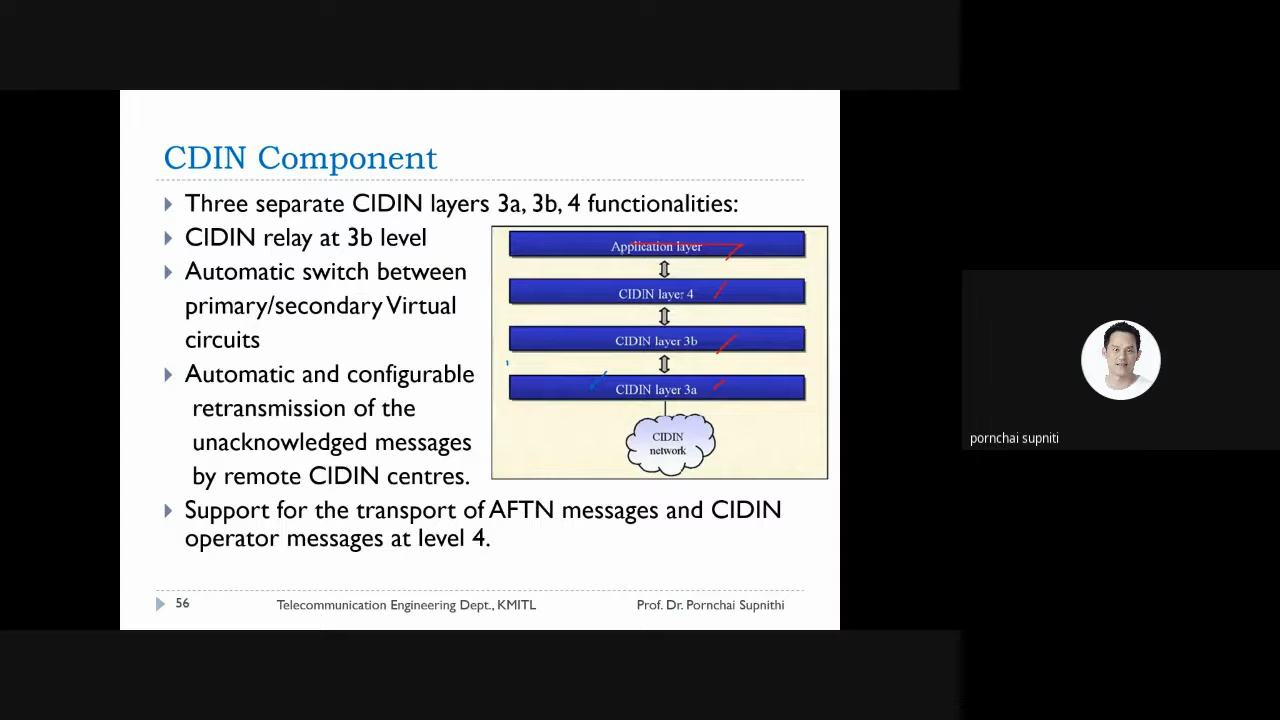 CDIN Component
Three separate CIDIN layers 3a, 3b, 4 functionalities:
CIDIN relay at 3b level
Automatic switch between
primary/secondary Virtual
circuits
Automatic and configurable
retransmission of the
unacknowledged messages
by remote CIDIN centres.
Support for the transport of AFTN messages and CIDIN
operator messages at level 4.
Application layer
CIDIN layer 4
CIDIN layer 3b
CIDIN layer 3a
CIDIN
network
56
Telecommunication Engineering Dept., KMITL
Prof. Dr. Pornchai Supnithi
pornchai supniti